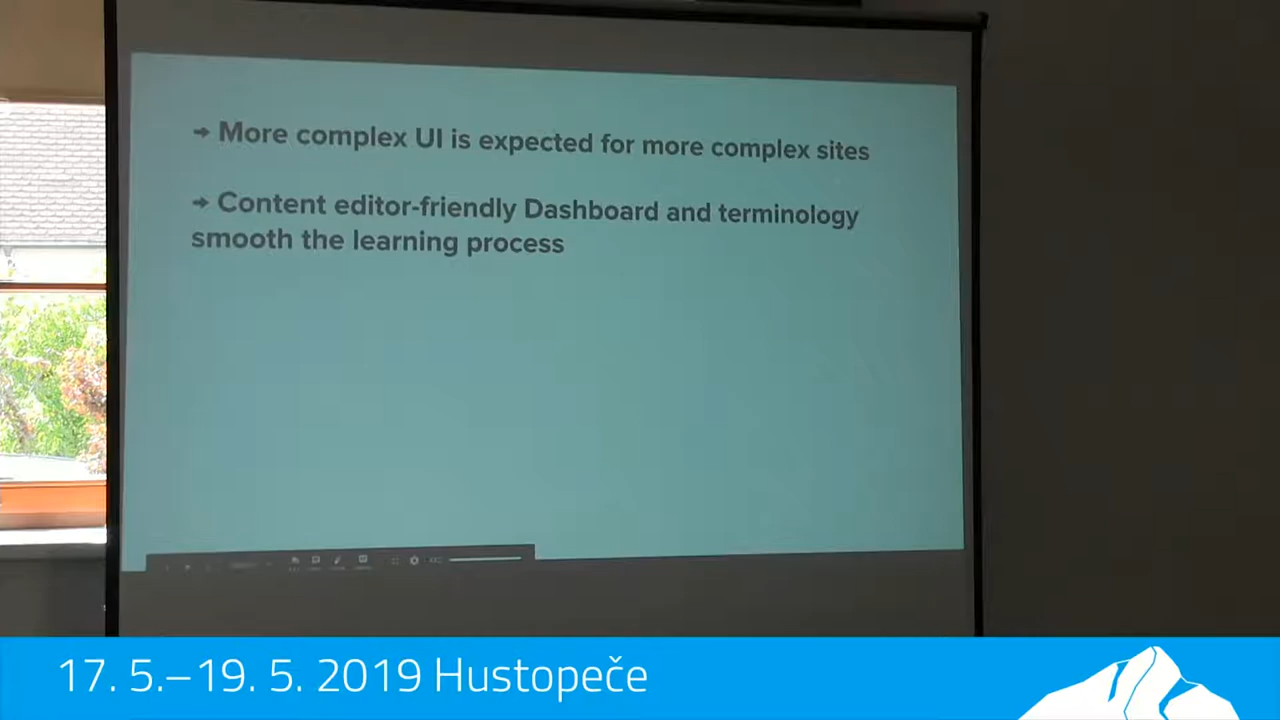 → More complex UI is expected for more complex sites
→ Content editor-friendly Dashboard and terminology
smooth the learning process
17. 5.–19. 5. 2019 Hustopeče